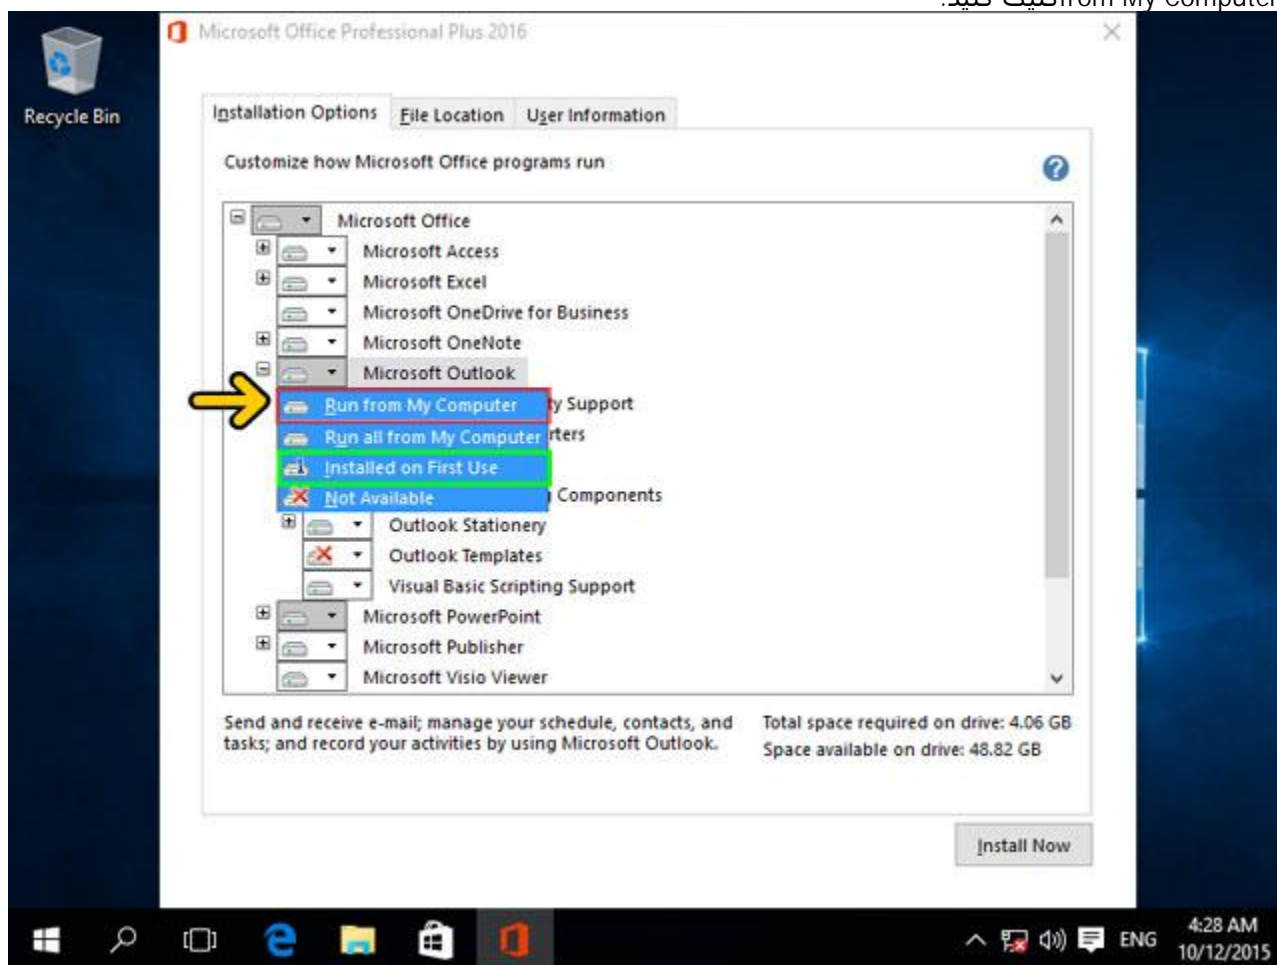 from My Computer کلیک کنید.
Microsoft Office Professional Plus 2016
Recycle Bin
Installation Options File Location User Information
Customize how Microsoft Office programs run
Microsoft Office
Microsoft Access
Microsoft Excel
Microsoft OneDrive for Business
Microsoft OneNote
Microsoft Outlook
Run from My Computer ty Support
Run all from My Computer rters
Installed on First Use
Not Available Components
Outlook Stationery
Outlook Templates
Visual Basic Scripting Support
Microsoft PowerPoint
Microsoft Publisher
Microsoft Visio Viewer
Send and receive e-mail; manage your schedule, contacts, and
tasks; and record your activities by using Microsoft Outlook.
Total space required on drive: 4.06 GB
Space available on drive: 48.82 GB
Install Now
ENG
4:28 AM
10/12/2015